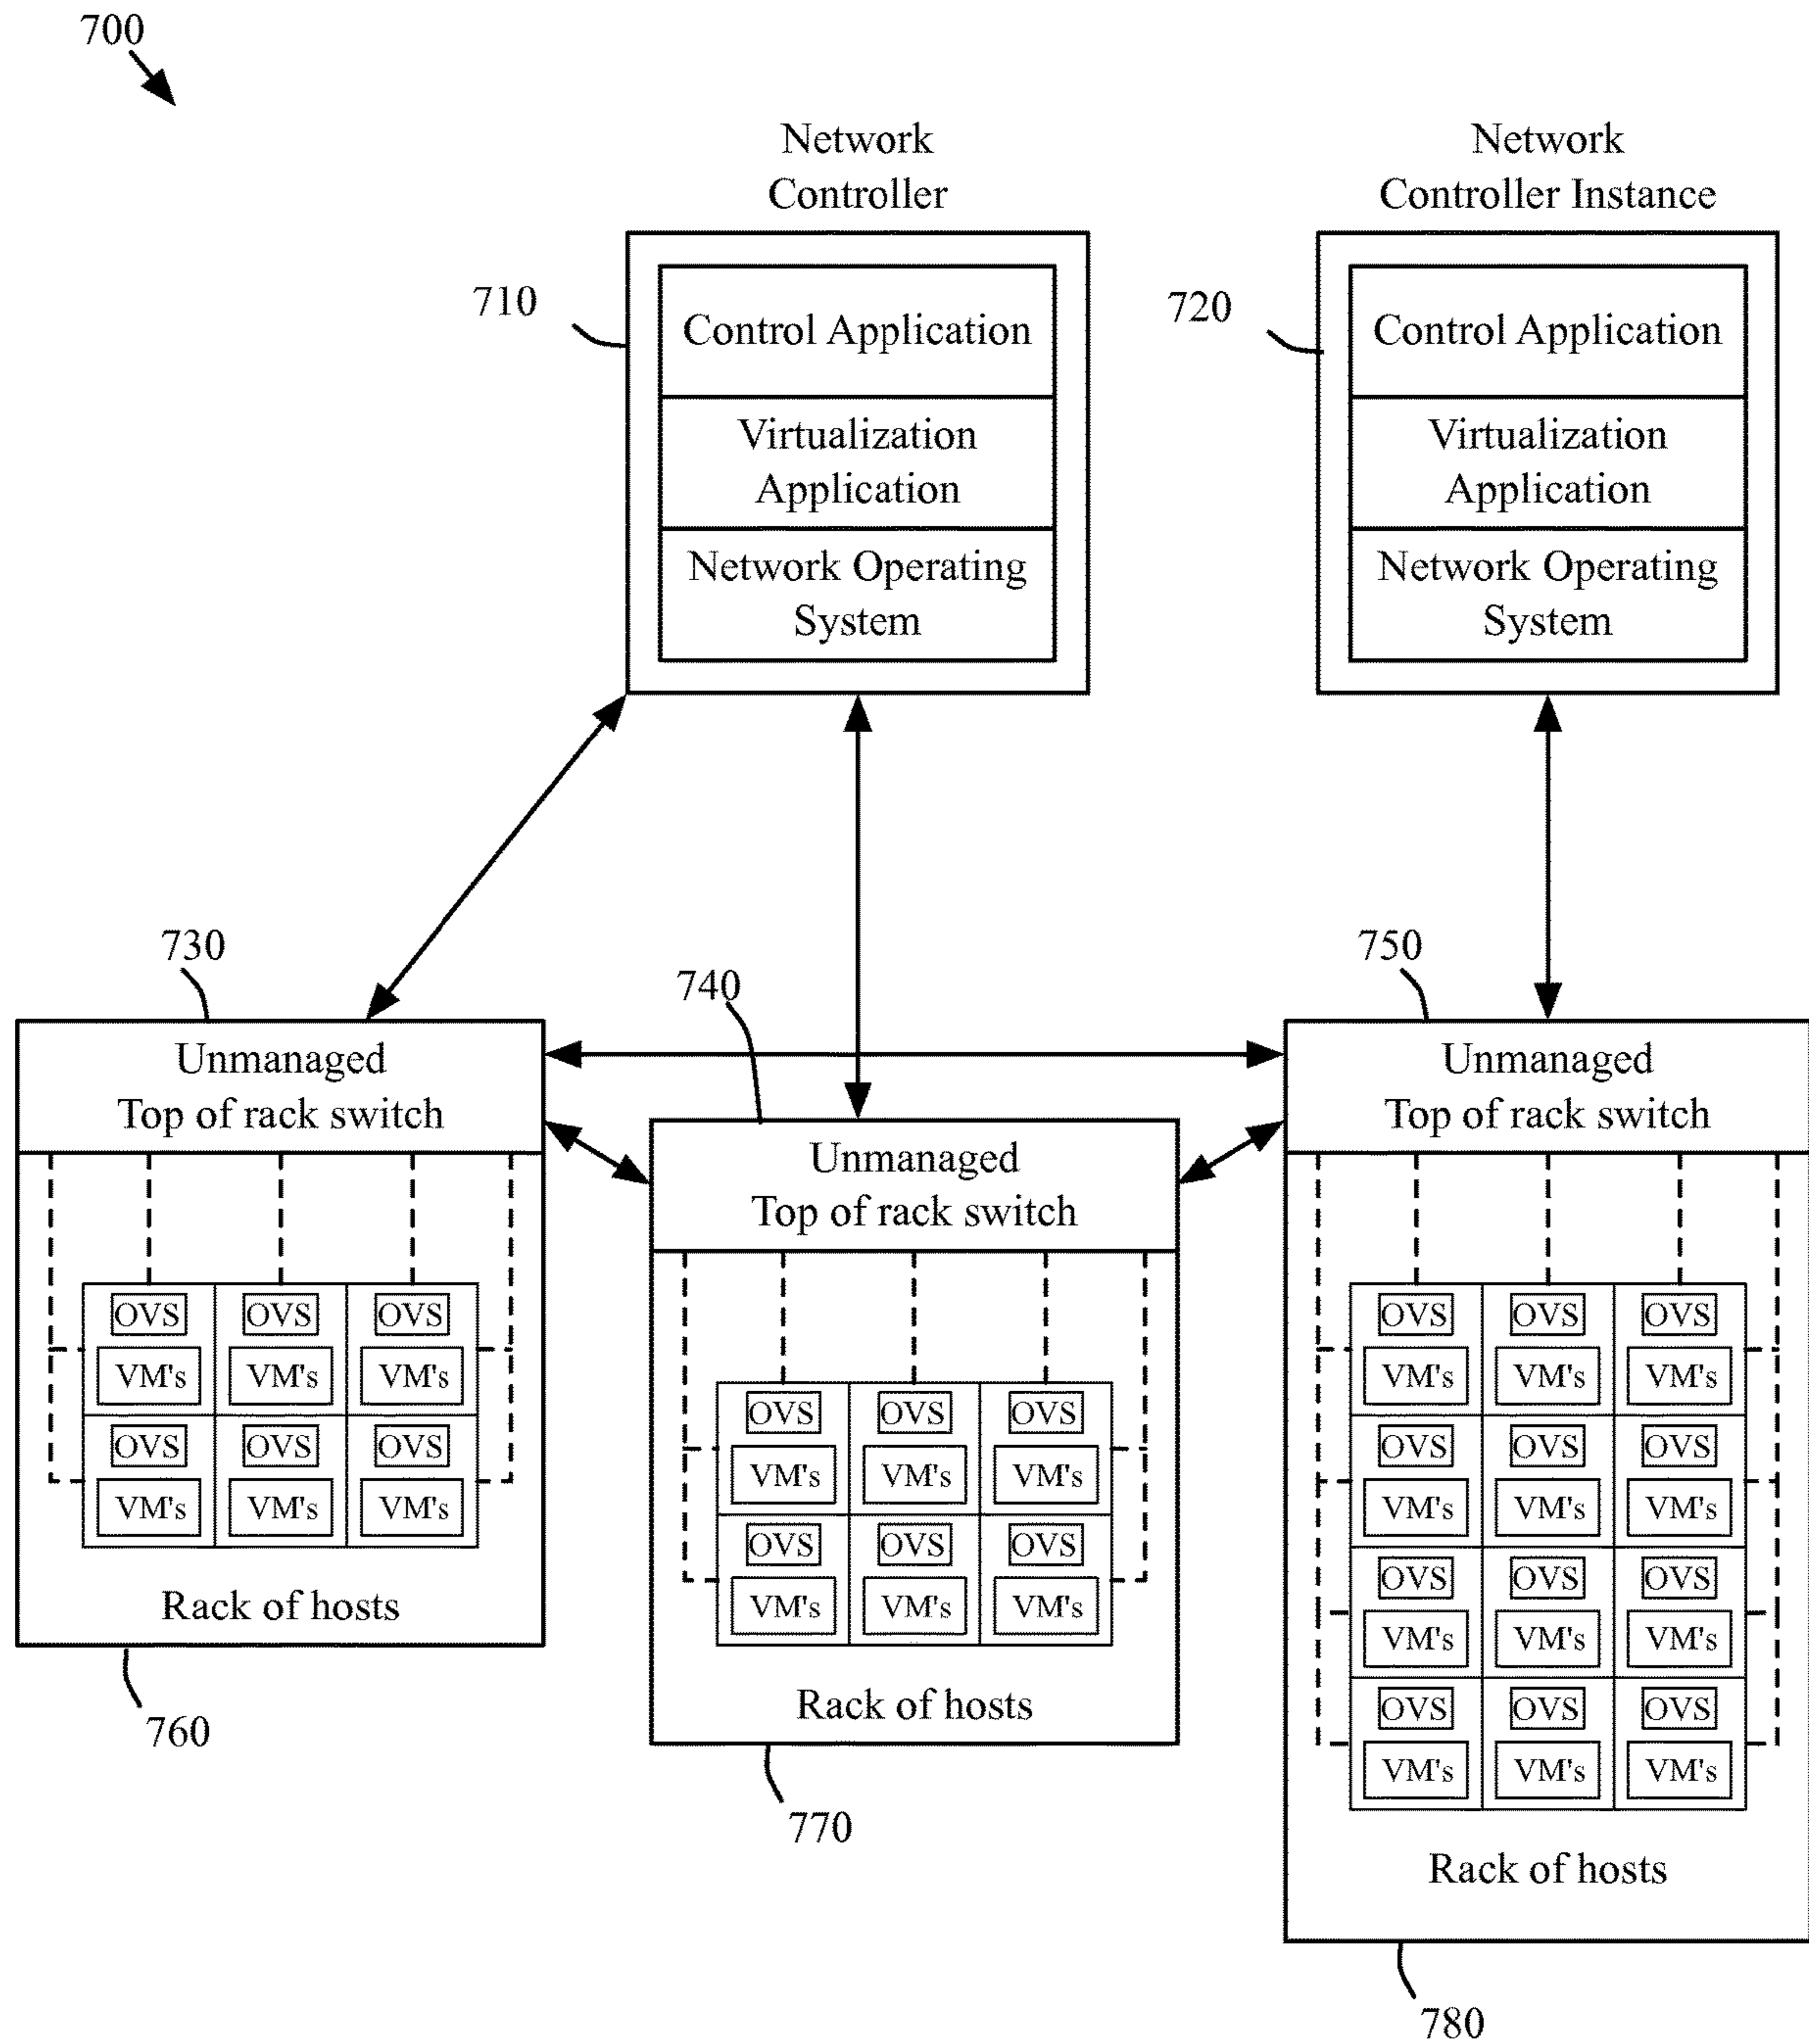 700
Network
Controller
Network
Controller Instance
710
Control Application
Virtualization
Application
Network Operating
System
720
Control Application
Virtualization
Application
Network Operating
System
730
Unmanaged
Top of rack switch
740
Unmanaged
Top of rack switch
750
Unmanaged
Top of rack switch
OVS OVS OVS
VM's VM's VM's
OVS OVS OVS
VM's VM's VM's
Rack of hosts
760
OVS OVS OVS
VM's VM's VM's
OVS OVS OVS
VM's VM's VM's
Rack of hosts
770
OVS OVS OVS
VM's VM's VM's
OVS OVS OVS
VM's VM's VM's
OVS OVS OVS
VM's VM's VM's
OVS OVS OVS
VM's VM's VM's
Rack of hosts
780